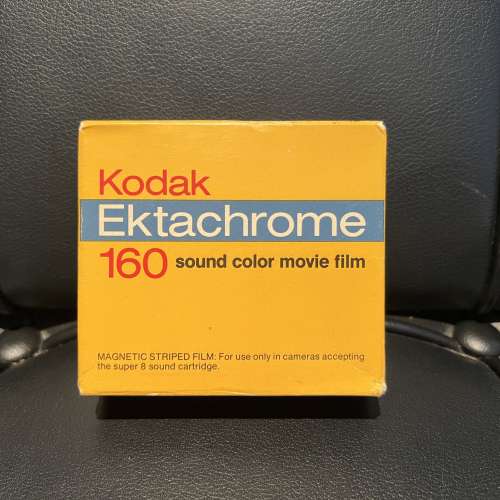 Kodak
Ektachrome
160 sound color movie film
MAGNETIC STRIPED FILM: For use only in cameras accepting
the super 8 sound cartridge.